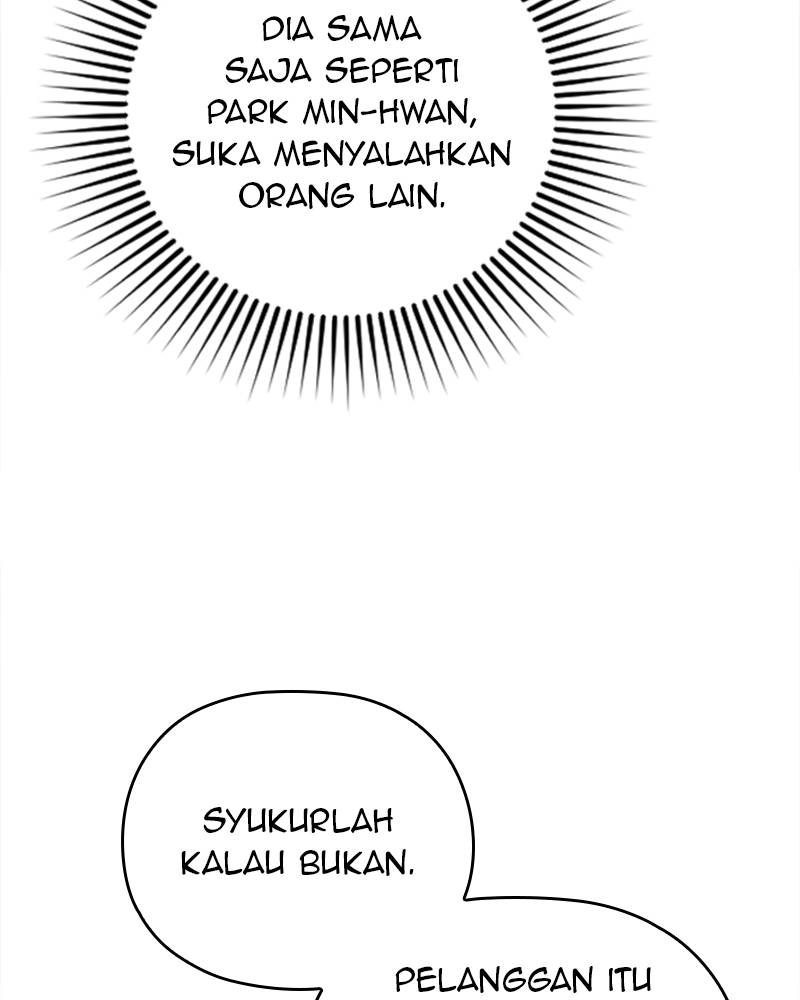 DIA SAMA
SAJA SEPERTI
PARK MIN-HWAN,
SUKA MENYALAHKAN
ORANG LAIN.
SYUKURLAH
KALAU BUKAN.
PELANGGAN ITU